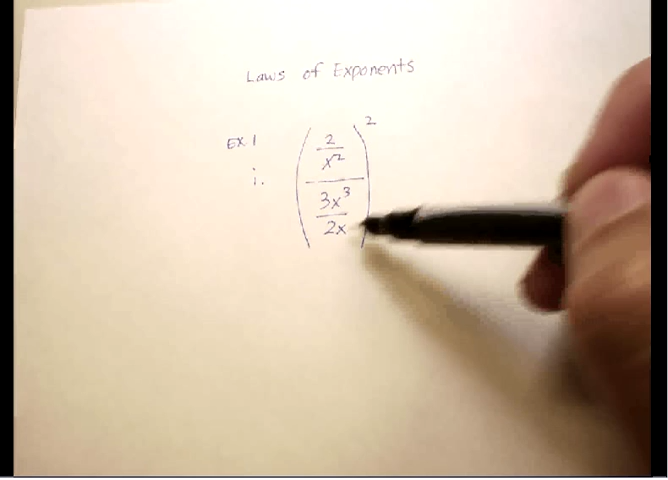 Laws of Exponents
EX.1
i. ( (2 / x²) / (3x³ / 2x) )²